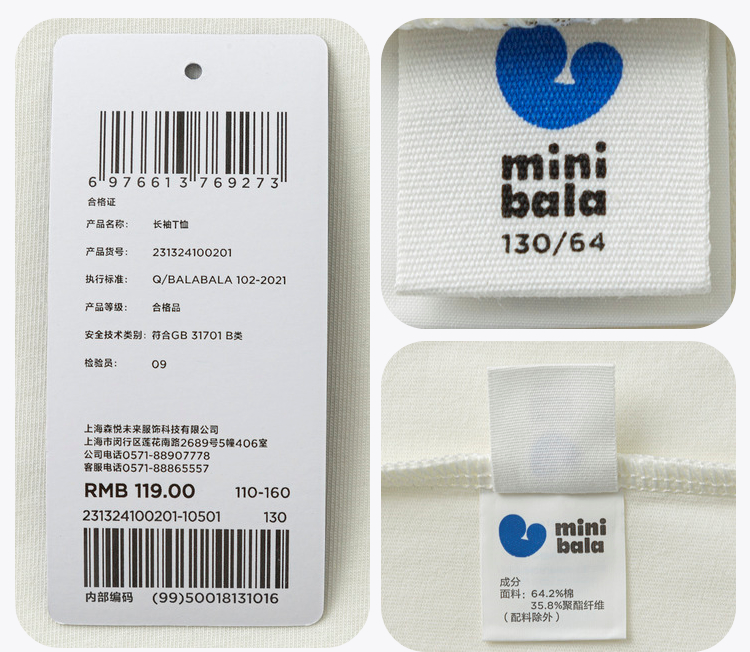 6 976613 769273
合格证
产品名称： 长袖T恤
产品货号： 231324100201
执行标准： Q/BALABALA 102-2021
产品等级： 合格品
安全技术类别：符合GB 31701 B类
检验员： 09
上海森悦未来服饰科技有限公司
上海市闵行区莲花南路2689号5幢406室
公司电话0571-88907778
客服电话0571-88865557
RMB 119.00 110-160
231324100201-10501 130
内部编码 (99)50018131016
mini
bala
130/64
mini
bala
成分
面料：64.2%棉
35.8%聚酯纤维
（配料除外）